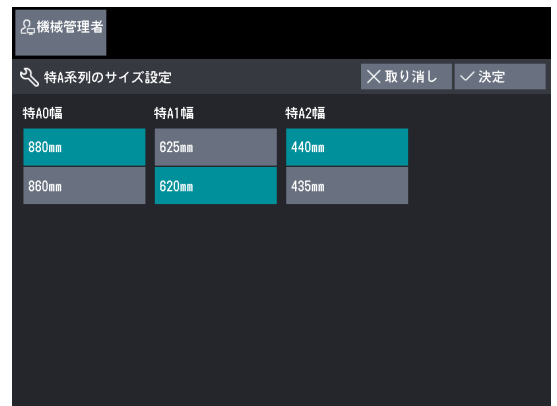 機械管理者
特A系列のサイズ設定 取り消し 決定
特A0幅 特A1幅 特A2幅
880mm 625mm 440mm
860mm 620mm 435mm